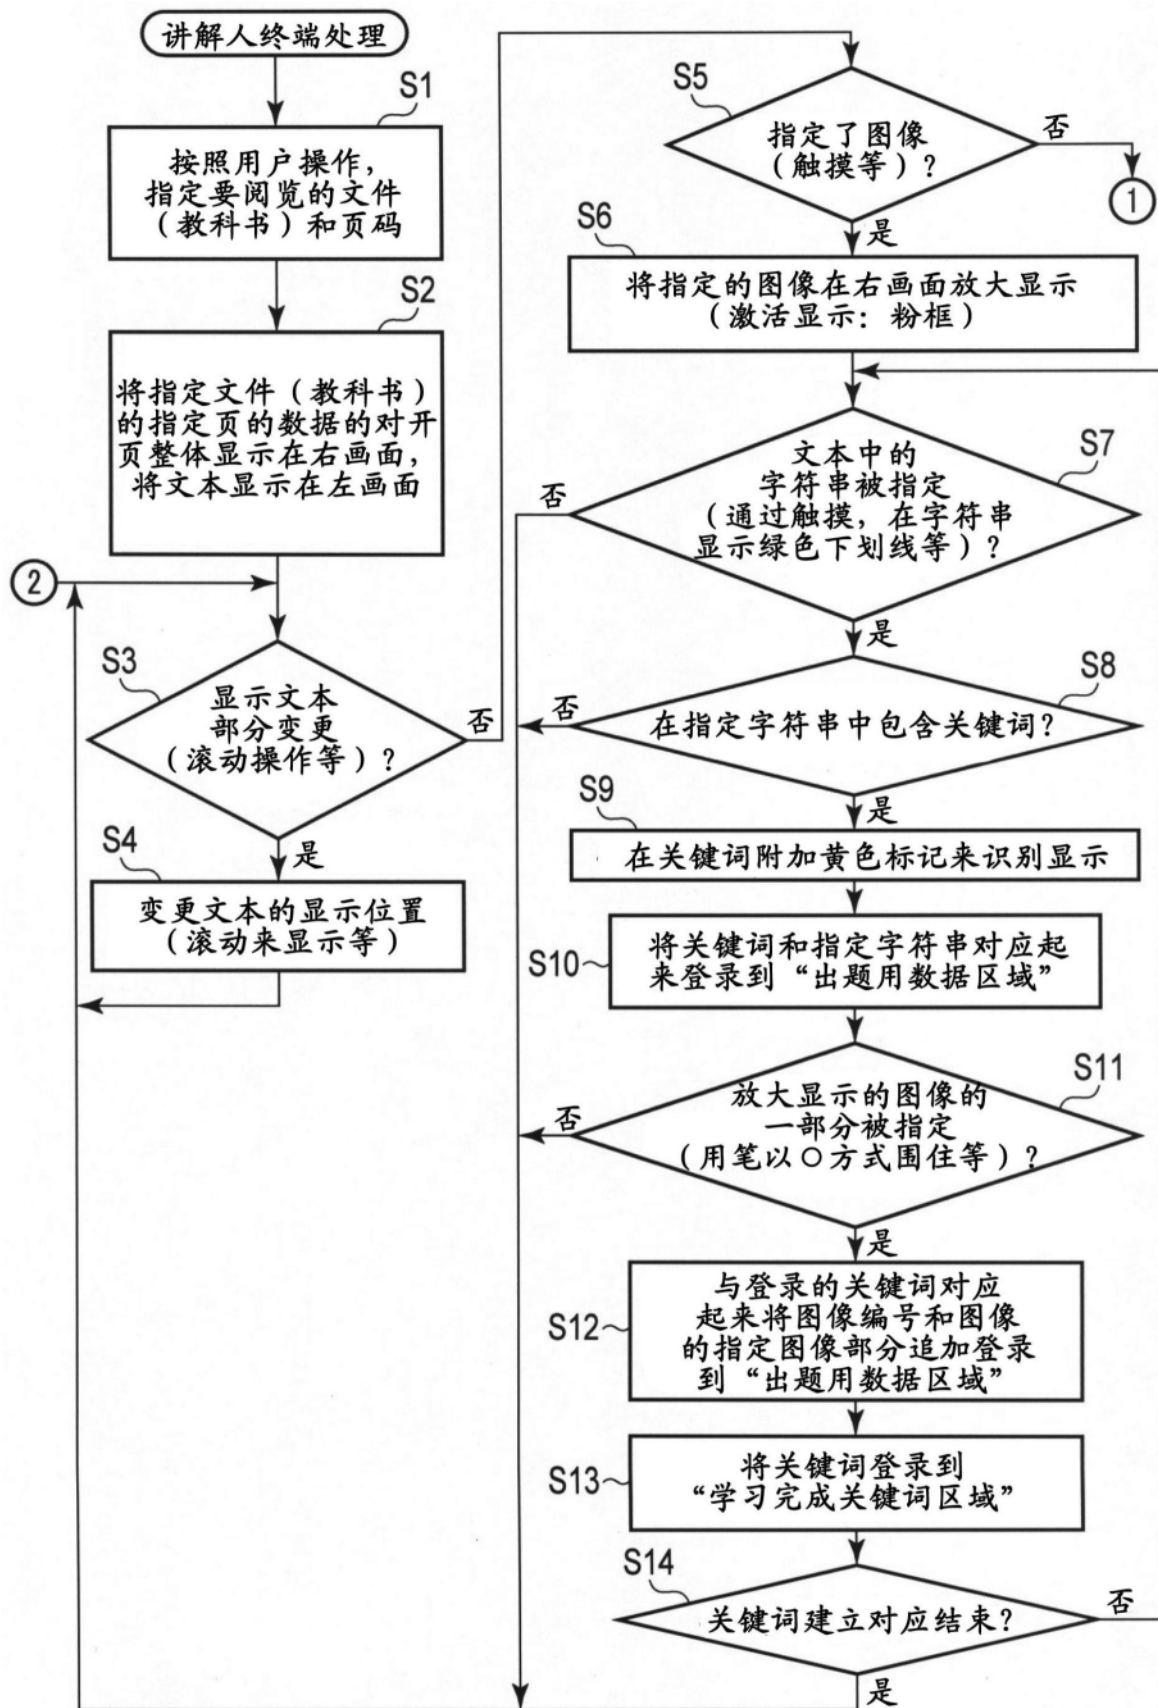 讲解人终端处理
S1
按照用户操作,
指定要阅览的文件
(教科书)和页码
S2
将指定文件(教科书)
的指定页的数据的对开
页整体显示在右画面,
将文本显示在左画面
2
S3
显示文本
部分变更
(滚动操作等)?
否
是
S4
变更文本的显示位置
(滚动来显示等)
S5
指定了图像
(触摸等)?
否
1
是
S6
将指定的图像在右画面放大显示
(激活显示: 粉框)
S7
文本中的
字符串被指定
(通过触摸, 在字符串
显示绿色下划线等)?
否
是
S8
在指定字符串中包含关键词?
否
是
S9
在关键词附加黄色标记来识别显示
S10
将关键词和指定字符串对应起
来登录到“出题用数据区域”
S11
放大显示的图像的
一部分被指定
(用笔以○方式围住等)?
否
是
S12
与登录的关键词对应
起来将图像编号和图像
的指定图像部分追加登录
到“出题用数据区域”
S13
将关键词登录到
“学习完成关键词区域”
S14
关键词建立对应结束?
否
是